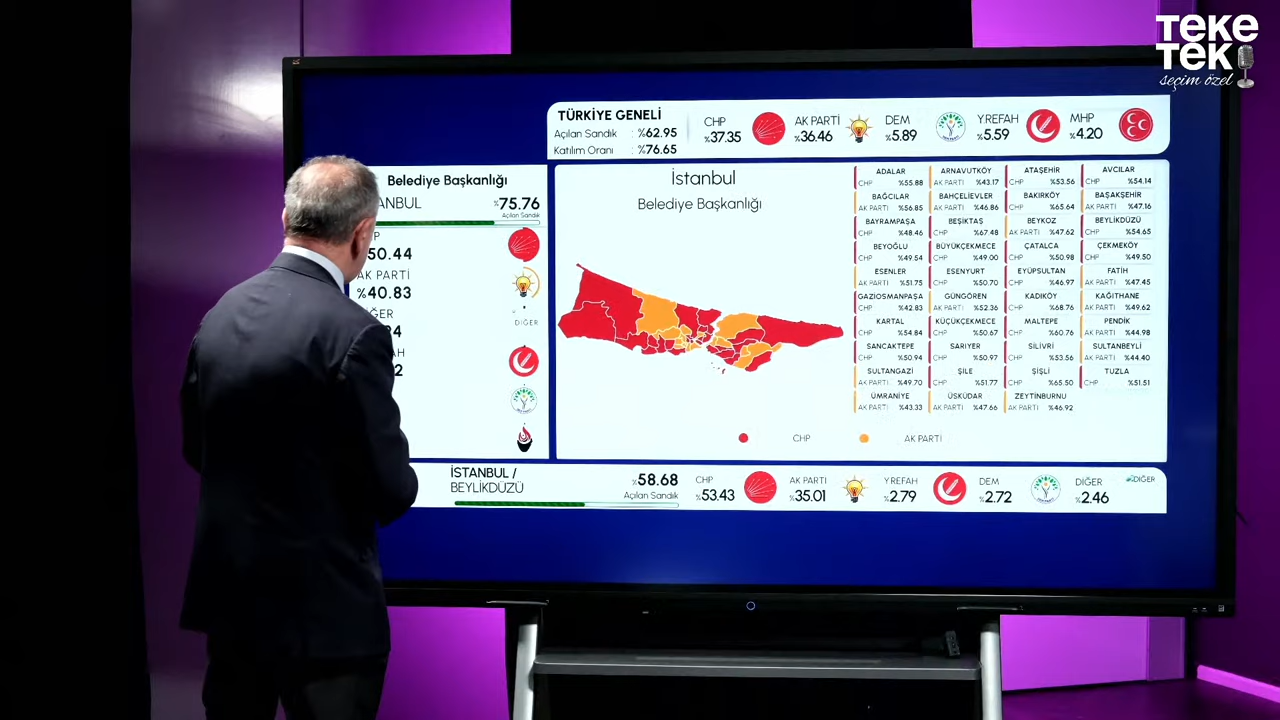 TEKE
TEK
seçim özel
TÜRKİYE GENELİ
Açılan Sandık : %62.95
Katılım Oranı : %76.65
CHP %37.35
AK PARTİ %36.46
DEM %5.89
Y.REFAH %5.59
MHP %4.20
Belediye Başkanlığı
ANBUL %75.76
Açılan Sandık
50.44
AK PARTİ
%40.83
DİĞER
İstanbul
Belediye Başkanlığı
ADALAR CHP %55.88
ARNAVUTKÖY AK PARTİ %43.17
ATAŞEHİR CHP %53.56
AVCILAR CHP %54.14
BAĞCILAR AK PARTİ %56.85
BAHÇELİEVLER AK PARTİ %46.86
BAKIRKÖY CHP %65.64
BAŞAKŞEHİR AK PARTİ %47.16
BAYRAMPAŞA CHP %48.46
BEŞİKTAŞ CHP %67.48
BEYKOZ AK PARTİ %47.62
BEYLİKDÜZÜ CHP %54.65
BEYOĞLU CHP %49.54
BÜYÜKÇEKMECE CHP %49.00
ÇATALCA CHP %50.98
ÇEKMEKÖY CHP %49.50
ESENLER AK PARTİ %51.75
ESENYURT CHP %50.70
EYÜPSULTAN CHP %46.97
FATİH AK PARTİ %47.45
GAZİOSMANPAŞA CHP %42.83
GÜNGÖREN AK PARTİ %52.36
KADIKÖY CHP %68.76
KAĞITHANE AK PARTİ %49.62
KARTAL CHP %54.84
KÜÇÜKÇEKMECE CHP %50.67
MALTEPE CHP %60.76
PENDİK AK PARTİ %44.98
SANCAKTEPE CHP %50.94
SARIYER CHP %50.97
SİLİVRİ CHP %53.56
SULTANBEYLİ AK PARTİ %44.40
SULTANGAZİ AK PARTİ %49.70
ŞİLE CHP %51.77
ŞİŞLİ CHP %65.50
TUZLA CHP %51.51
ÜMRANİYE AK PARTİ %43.33
ÜSKÜDAR AK PARTİ %47.66
ZEYTİNBURNU AK PARTİ %46.92
CHP
AK PARTİ
İSTANBUL /
BEYLİKDÜZÜ
%58.68
Açılan Sandık
CHP %53.43
AK PARTİ %35.01
Y.REFAH %2.79
DEM %2.72
DİĞER %2.46
DİĞER